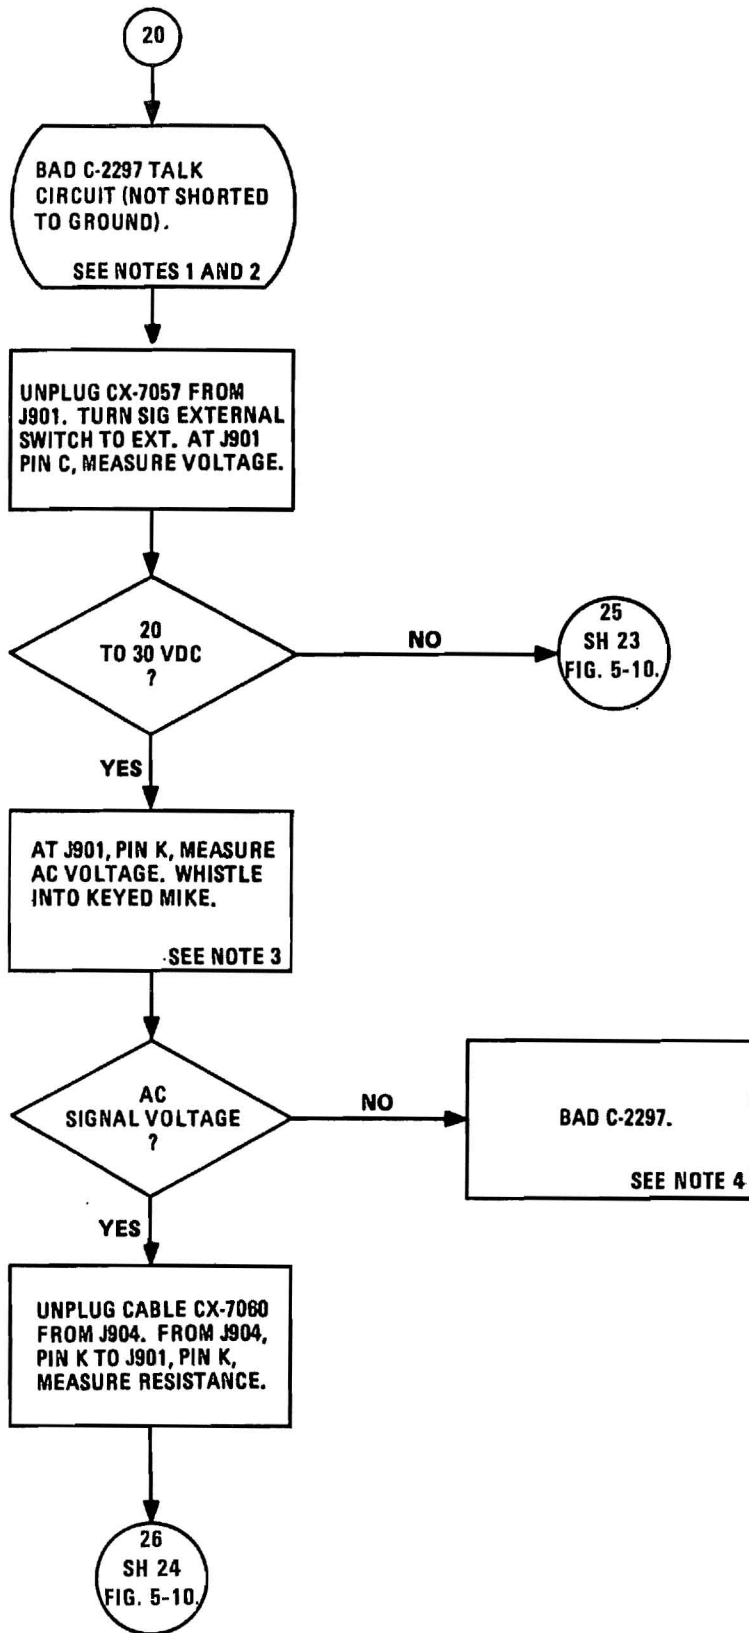 20
BAD C-2297 TALK
CIRCUIT (NOT SHORTED
TO GROUND).
SEE NOTES 1 AND 2
UNPLUG CX-7057 FROM
J901. TURN SIG EXTERNAL
SWITCH TO EXT. AT J901
PIN C, MEASURE VOLTAGE.
20
TO 30 VDC
?
NO
25
SH 23
FIG. 5-10.
YES
AT J901, PIN K, MEASURE
AC VOLTAGE. WHISTLE
INTO KEYED MIKE.
SEE NOTE 3
AC
SIGNAL VOLTAGE
?
NO
BAD C-2297.
SEE NOTE 4
YES
UNPLUG CABLE CX-7060
FROM J904. FROM J904,
PIN K TO J901, PIN K,
MEASURE RESISTANCE.
26
SH 24
FIG. 5-10.